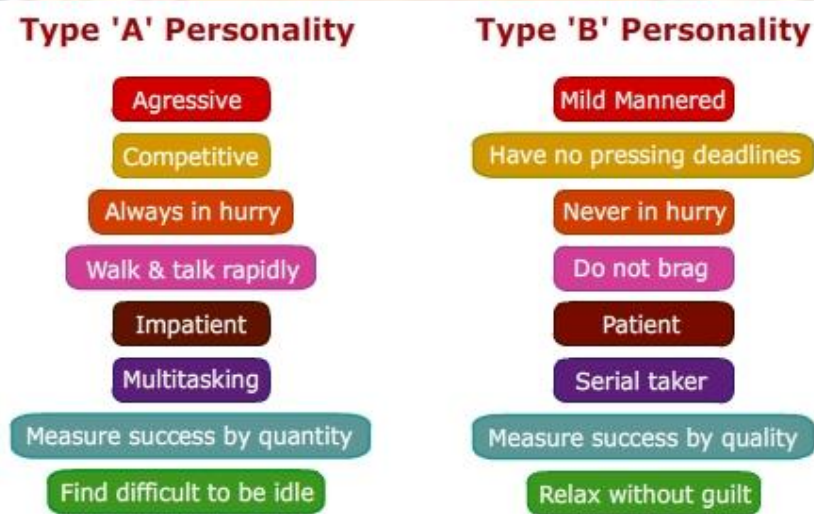 Type 'A' Personality
Agressive
Competitive
Always in hurry
Walk & talk rapidly
Impatient
Multitasking
Measure success by quantity
Find difficult to be idle
Type 'B' Personality
Mild Mannered
Have no pressing deadlines
Never in hurry
Do not brag
Patient
Serial taker
Measure success by quality
Relax without guilt